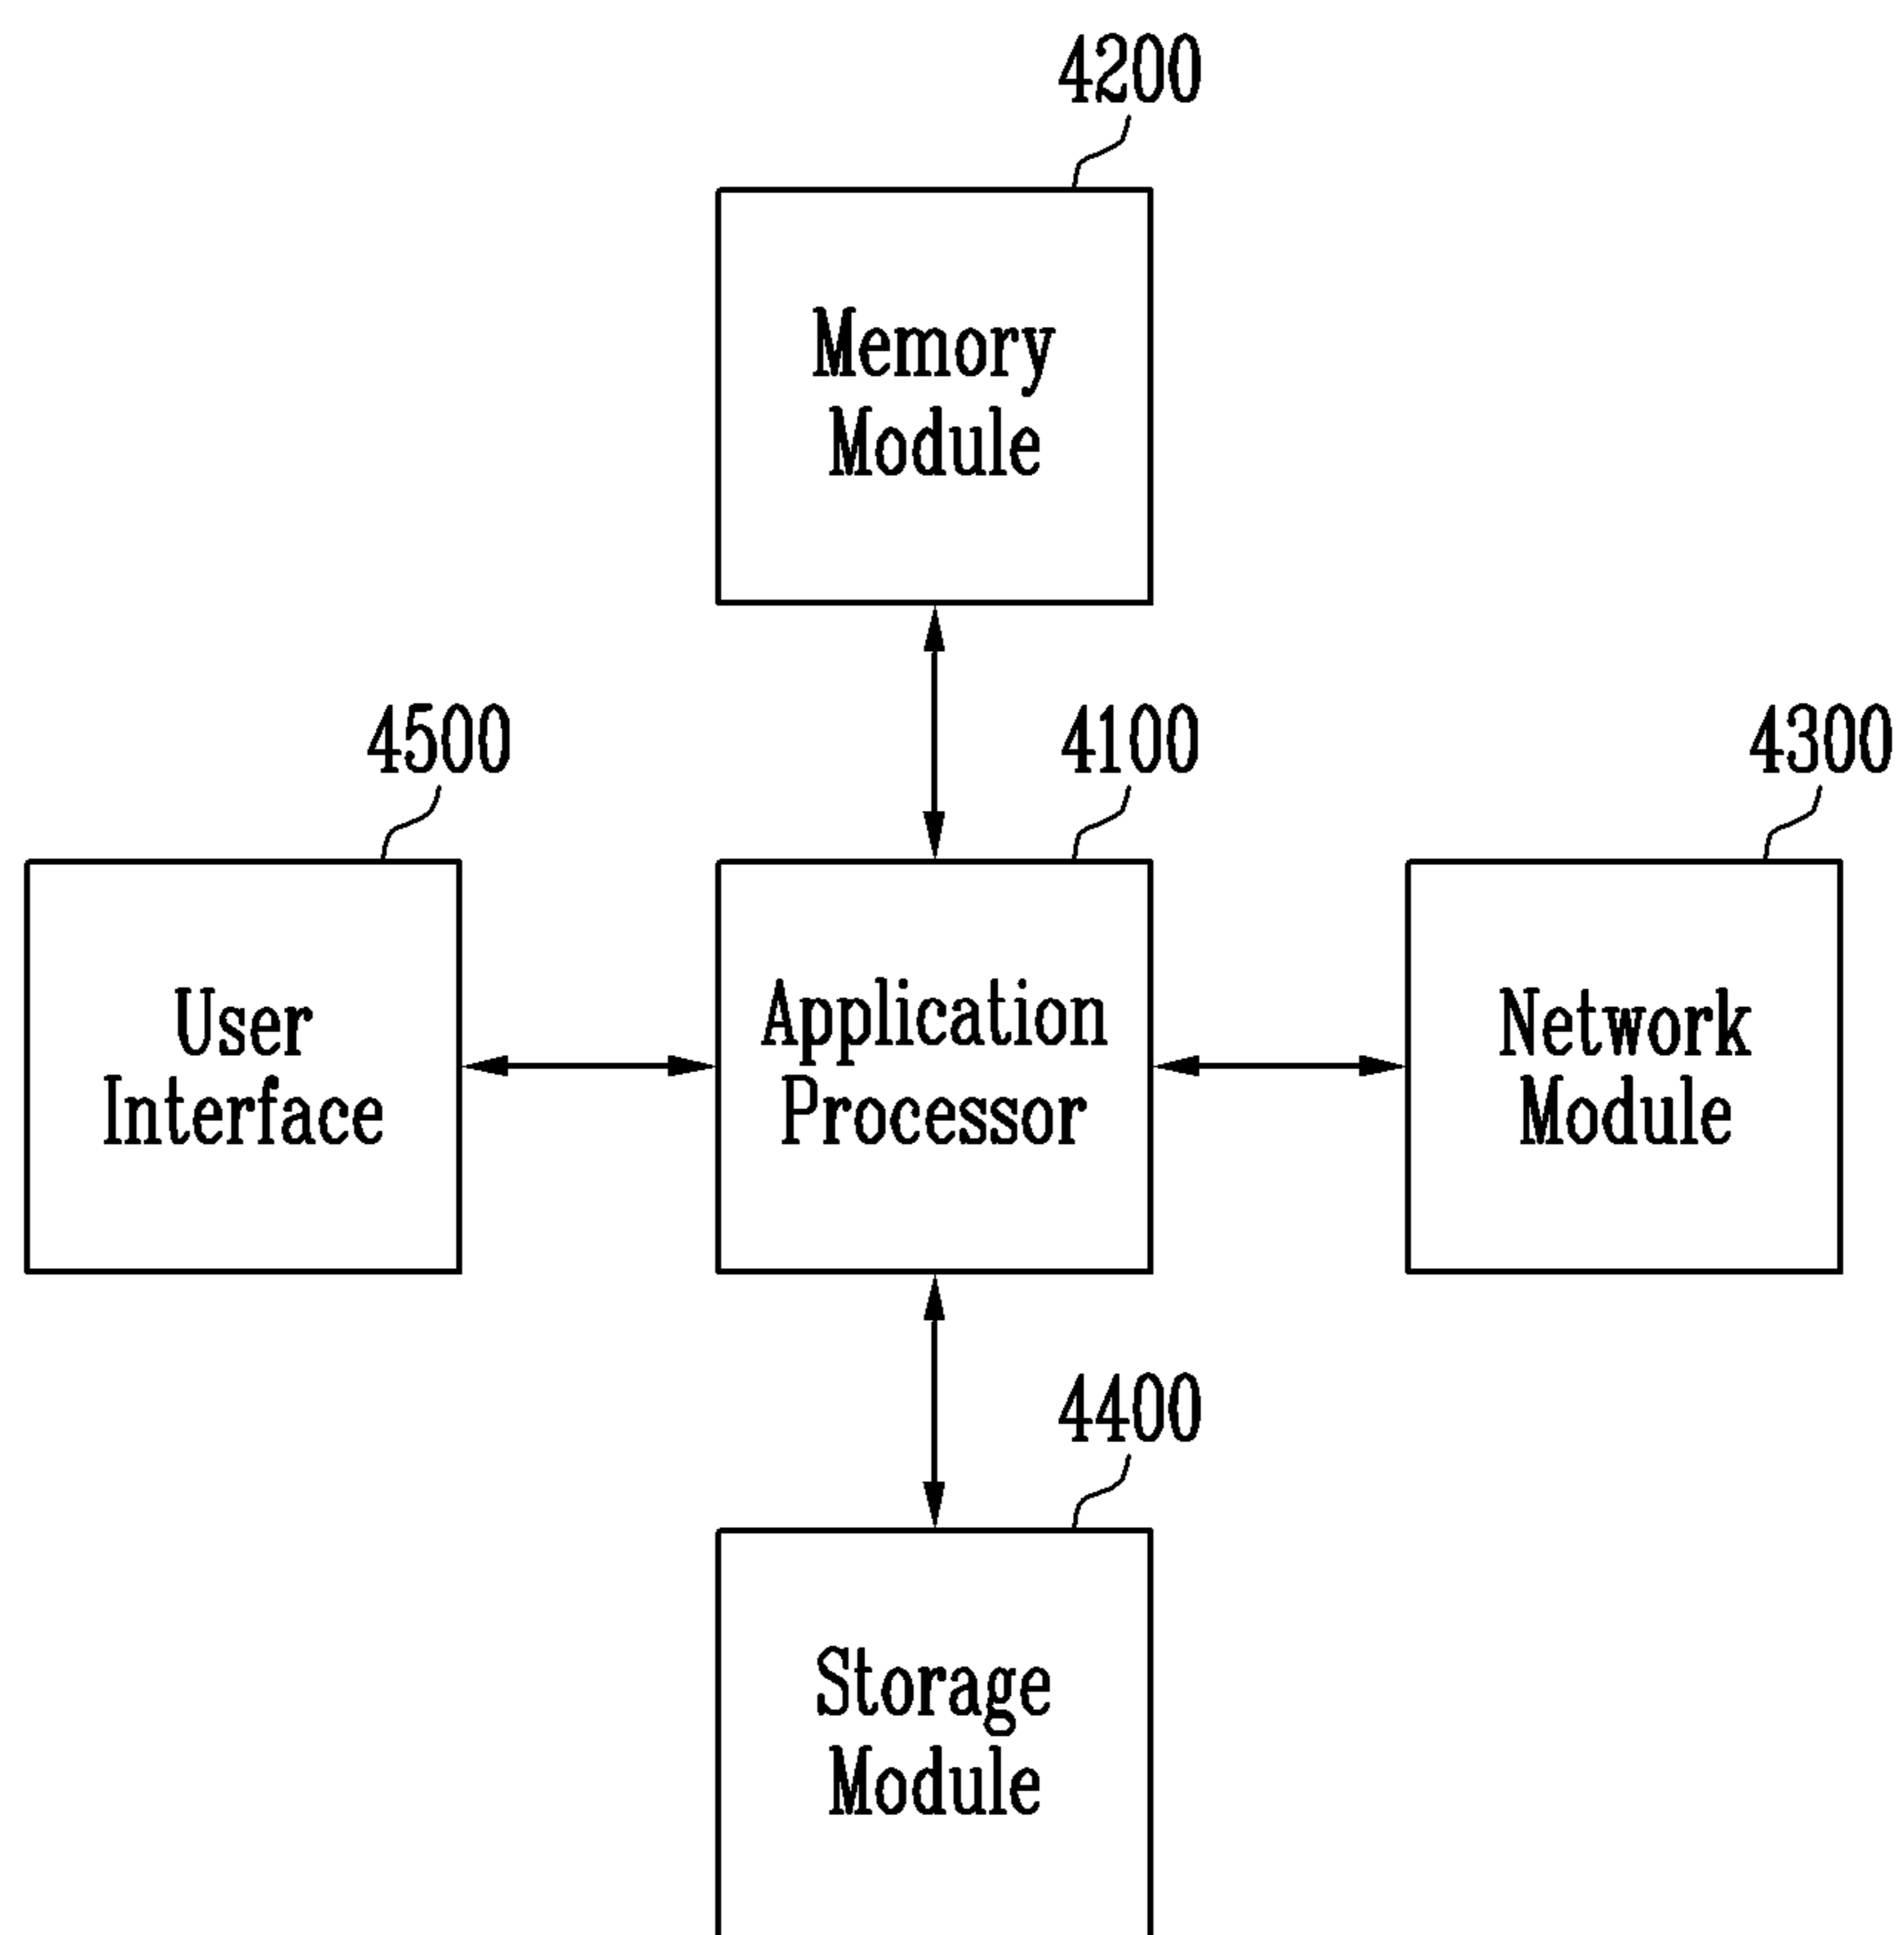 4200
Memory
Module
4500
4100
4300
User
Interface
Application
Processor
Network
Module
4400
Storage
Module